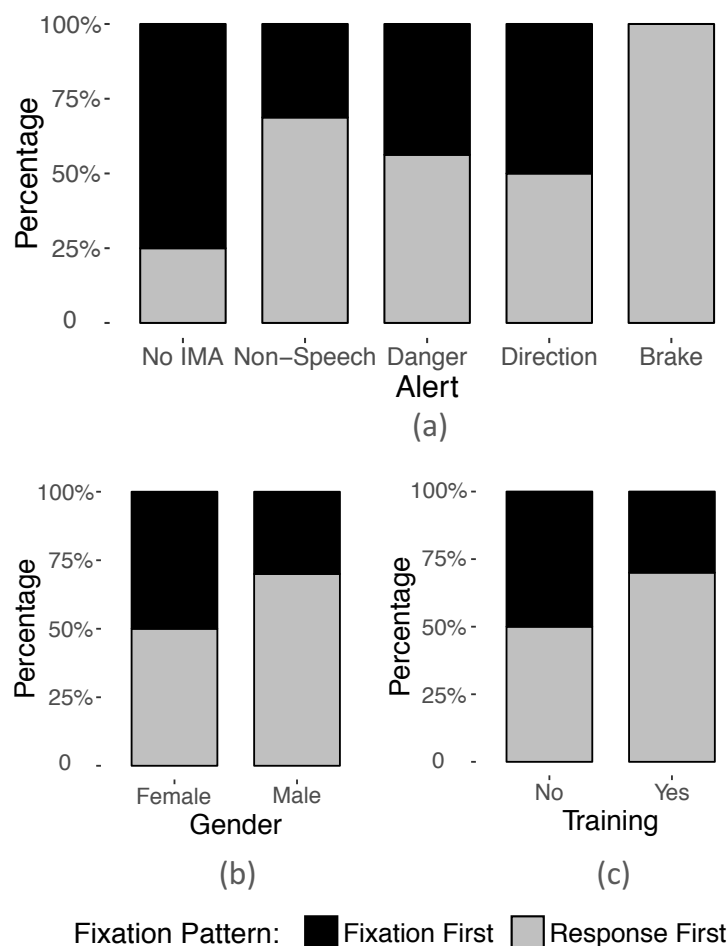 100%
75%
50%
25%
0
Percentage
No IMA Non−Speech Danger Direction Brake
Alert
(a)
100%
75%
50%
25%
0
Percentage
Female Male
Gender
(b)
100%
75%
50%
25%
0
Percentage
No Yes
Training
(c)
Fixation Pattern: Fixation First Response First